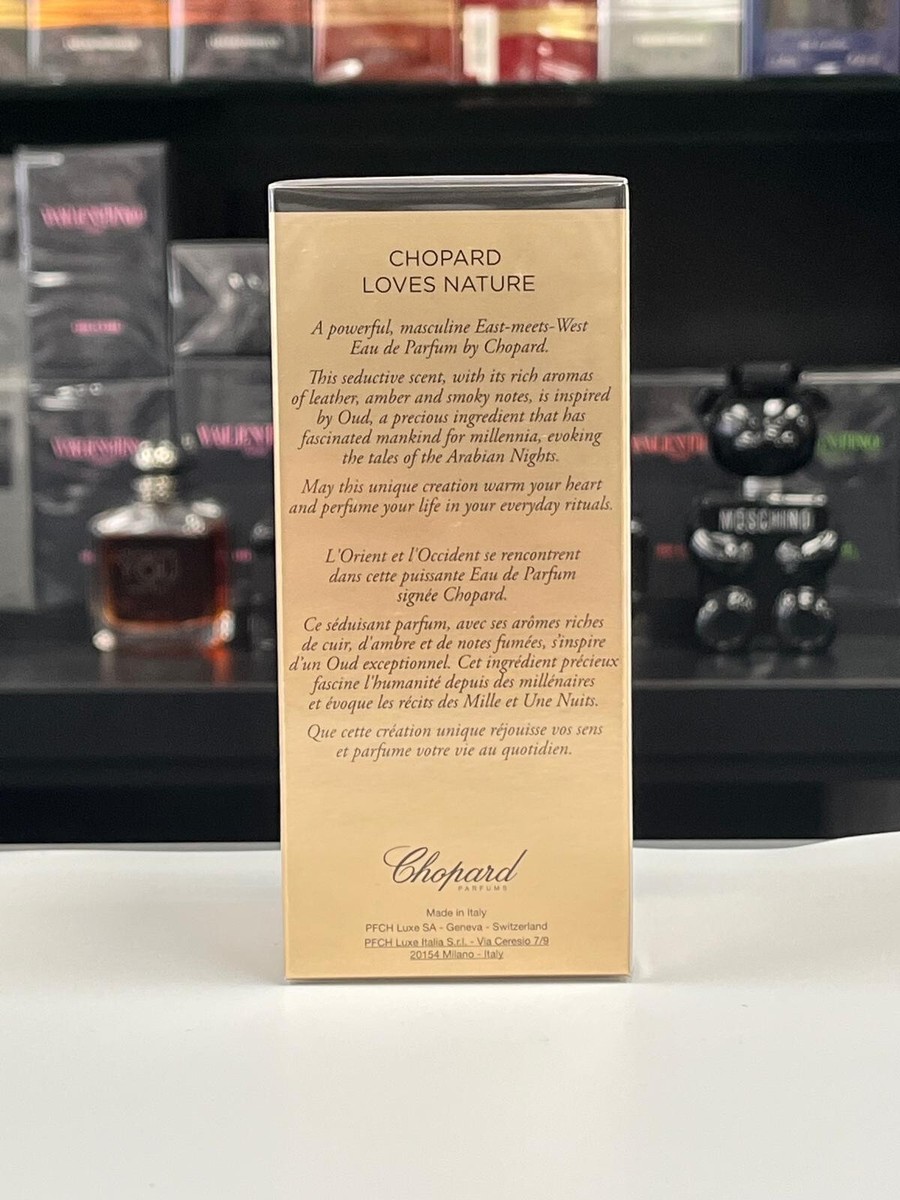 VALENTINO
VALENTINO
YOU
MOSCHINO
CHOPARD
LOVES NATURE
A powerful, masculine East-meets-West
Eau de Parfum by Chopard.
This seductive scent, with its rich aromas
of leather, amber and smoky notes, is inspired
by Oud, a precious ingredient that has
fascinated mankind for millennia, evoking
the tales of the Arabian Nights.
May this unique creation warm your heart
and perfume your life in your everyday rituals.
L'Orient et l'Occident se rencontrent
dans cette puissante Eau de Parfum
signée Chopard.
Ce séduisant parfum, avec ses arômes riches
de cuir, d'ambre et de notes fumées, s'inspire
d'un Oud exceptionnel. Cet ingrédient précieux
fascine l'humanité depuis des millénaires
et évoque les récits des Mille et Une Nuits.
Que cette création unique réjouisse vos sens
et parfume votre vie au quotidien.
Chopard
PARFUMS
Made in Italy
PFCH Luxe SA - Geneva - Switzerland
PFCH Luxe Italia S.r.l. - Via Ceresio 7/9
20154 Milano - Italy